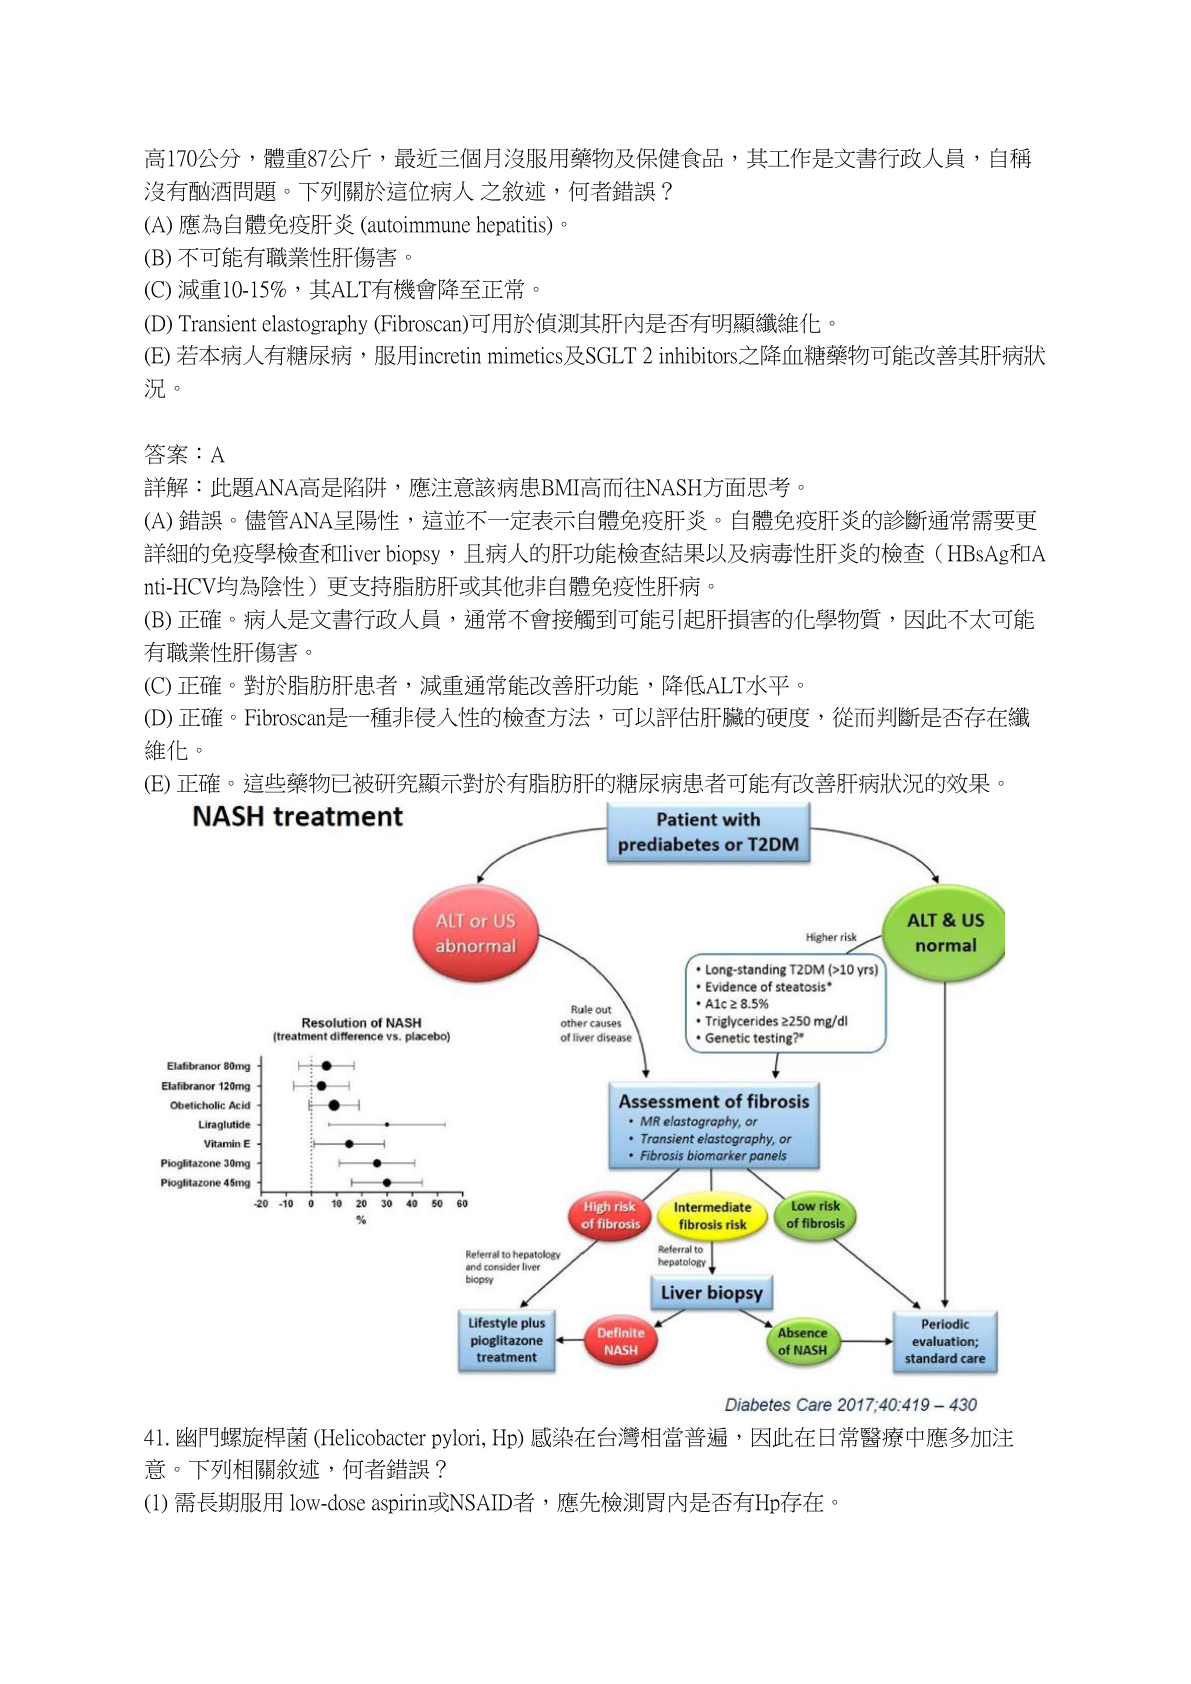 高170公分，體重87公斤，最近三個月沒服用藥物及保健食品，其工作是文書行政人員，自稱
沒有酗酒問題。下列關於這位病人 之敘述，何者錯誤？
(A) 應為自體免疫肝炎 (autoimmune hepatitis)。
(B) 不可能有職業性肝傷害。
(C) 減重10-15%，其ALT有機會降至正常。
(D) Transient elastography (Fibroscan)可用於偵測其肝內是否有明顯纖維化。
(E) 若本病人有糖尿病，服用incretin mimetics及SGLT 2 inhibitors之降血糖藥物可能改善其肝病狀
況。
答案：A
詳解：此題ANA高是陷阱，應注意該病患BMI高而往NASH方面思考。
(A) 錯誤。儘管ANA呈陽性，這並不一定表示自體免疫肝炎。自體免疫肝炎的診斷通常需要更
詳細的免疫學檢查和liver biopsy，且病人的肝功能檢查結果以及病毒性肝炎的檢查（HBsAg和A
nti-HCV均為陰性）更支持脂肪肝或其他非自體免疫性肝病。
(B) 正確。病人是文書行政人員，通常不會接觸到可能引起肝損害的化學物質，因此不太可能
有職業性肝傷害。
(C) 正確。對於脂肪肝患者，減重通常能改善肝功能，降低ALT水平。
(D) 正確。Fibroscan是一種非侵入性的檢查方法，可以評估肝臟的硬度，從而判斷是否存在纖
維化。
(E) 正確。這些藥物已被研究顯示對於有脂肪肝的糖尿病患者可能有改善肝病狀況的效果。
NASH treatment
Patient with
prediabetes or T2DM
ALT or US
abnormal
ALT & US
normal
Higher risk
• Long-standing T2DM (>10 yrs)
• Evidence of steatosis*
• A1c ≥ 8.5%
• Triglycerides ≥250 mg/dl
• Genetic testing?#
Rule out
other causes
of liver disease
Resolution of NASH
(treatment difference vs. placebo)
Elafibranor 80mg
Elafibranor 120mg
Obeticholic Acid
Liraglutide
Vitamin E
Pioglitazone 30mg
Pioglitazone 45mg
-20 -10 0 10 20 30 40 50 60
%
Assessment of fibrosis
• MR elastography, or
• Transient elastography, or
• Fibrosis biomarker panels
High risk
of fibrosis
Intermediate
fibrosis risk
Low risk
of fibrosis
Referral to hepatology
and consider liver
biopsy
Referral to
hepatology
Liver biopsy
Lifestyle plus
pioglitazone
treatment
Definite
NASH
Absence
of NASH
Periodic
evaluation;
standard care
Diabetes Care 2017;40:419 – 430
41. 幽門螺旋桿菌 (Helicobacter pylori, Hp) 感染在台灣相當普遍，因此在日常醫療中應多加注
意。下列相關敘述，何者錯誤？
(1) 需長期服用 low-dose aspirin或NSAID者，應先檢測胃內是否有Hp存在。